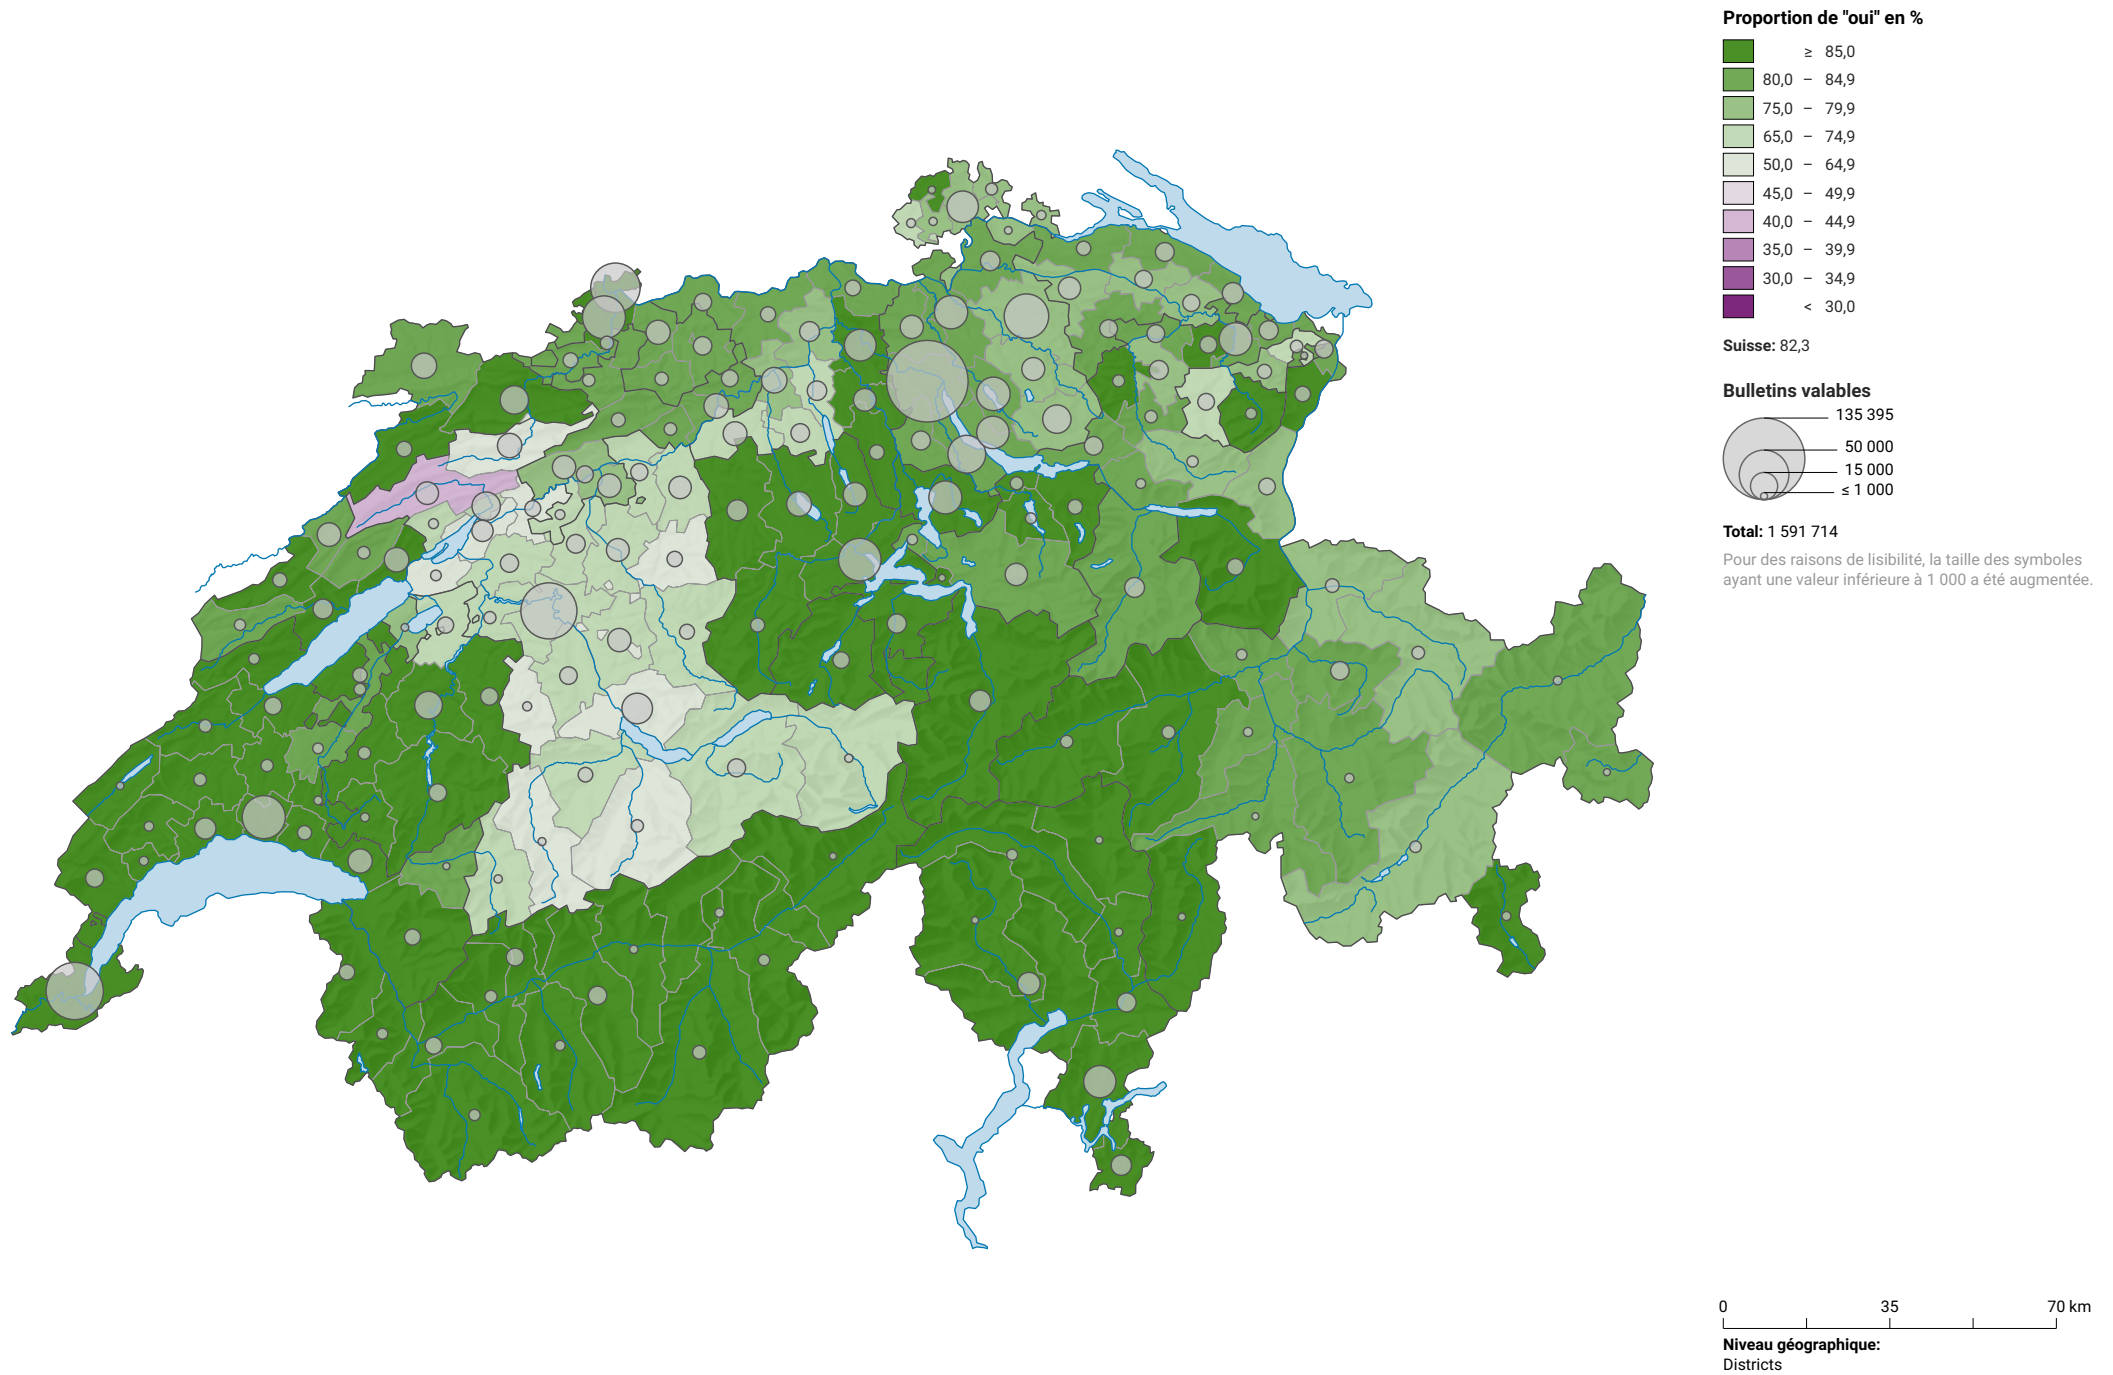 Proportion de "oui" en %
≥ 85,0
80,0 – 84,9
75,0 – 79,9
65,0 – 74,9
50,0 – 64,9
45,0 – 49,9
40,0 – 44,9
35,0 – 39,9
30,0 – 34,9
< 30,0
Suisse: 82,3
Bulletins valables
135 395
50 000
15 000
≤ 1 000
Total: 1 591 714
Pour des raisons de lisibilité, la taille des symboles
ayant une valeur inférieure à 1 000 a été augmentée.
0 35 70 km
Niveau géographique:
Districts